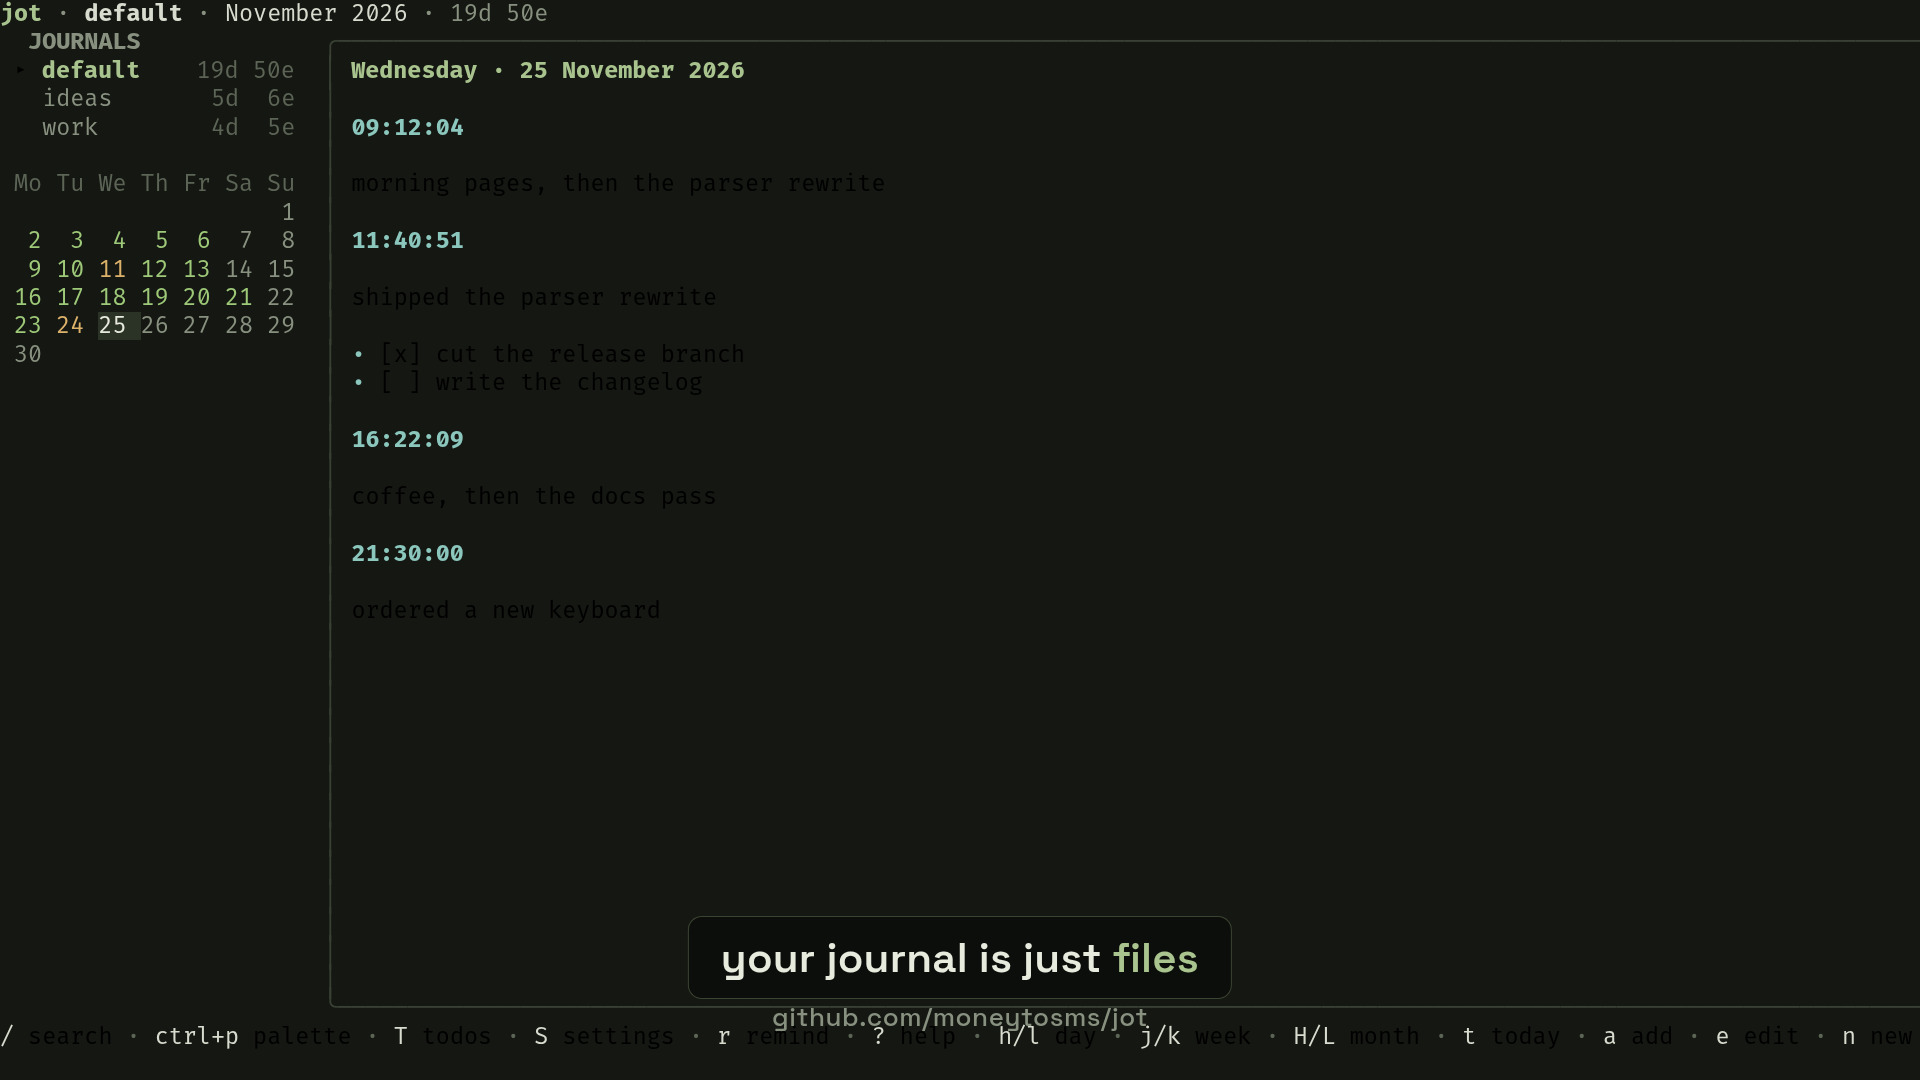 jot · default · November 2026 · 19d 50e
JOURNALS
▸ default 19d 50e
ideas 5d 6e
work 4d 5e
Mo Tu We Th Fr Sa Su
1
2 3 4 5 6 7 8
9 10 11 12 13 14 15
16 17 18 19 20 21 22
23 24 25 26 27 28 29
30
Wednesday · 25 November 2026
09:12:04
morning pages, then the parser rewrite
11:40:51
shipped the parser rewrite
• [x] cut the release branch
• [ ] write the changelog
16:22:09
coffee, then the docs pass
21:30:00
ordered a new keyboard
your journal is just files
github.com/moneytosms/jot
/ search · ctrl+p palette · T todos · S settings · r remind · ? help · h/l day · j/k week · H/L month · t today · a add · e edit · n new